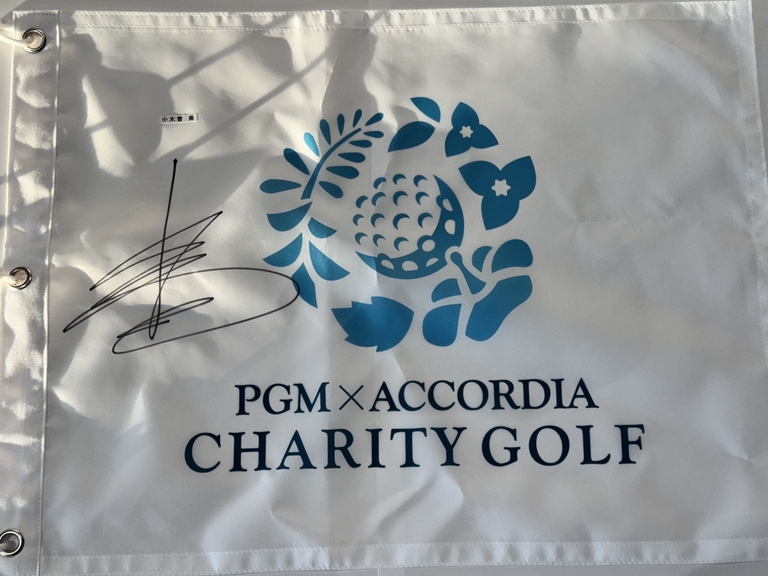 小木曽 喬
PGM×ACCORDIA
CHARITY GOLF